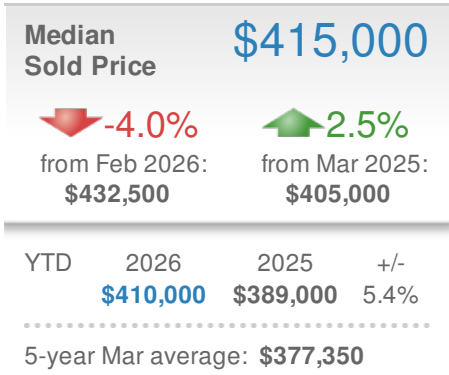 Median $415,000
Sold Price
-4.0% 2.5%
from Feb 2026: from Mar 2025:
$432,500 $405,000
YTD 2026 2025 +/-
$410,000 $389,000 5.4%
5-year Mar average: $377,350